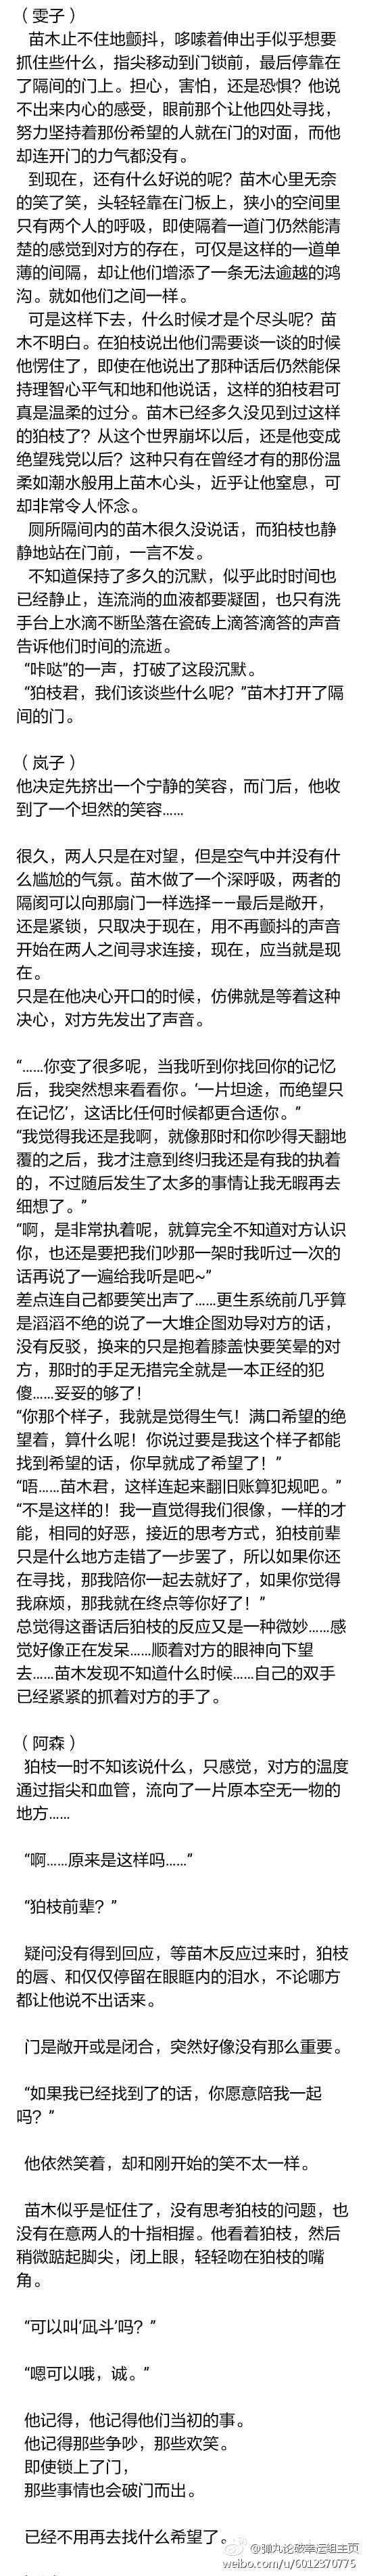 （雯子）
苗木止不住地颤抖，哆嗦着伸出手似乎想要
抓住些什么，指尖移动到门锁前，最后停靠在
了隔间的门上。担心，害怕，还是恐惧？他说
不出来内心的感受，眼前那个让他四处寻找，
努力坚持着那份希望的人就在门的对面，而他
却连开门的力气都没有。
到现在，还有什么好说的呢？苗木心里无奈
的笑了笑，头轻轻靠在门板上，狭小的空间里
只有两个人的呼吸，即使隔着一道门仍然能清
楚的感觉到对方的存在，可仅是这样的一道单
薄的间隔，却让他们增添了一条无法逾越的鸿
沟。就如他们之间一样。
可是这样下去，什么时候才是个尽头呢？苗
木不明白。在狛枝说出他们需要谈一谈的时候
他愣住了，即使在他说出了那种话后仍然能保
持理智心平气和地和他说话，这样的狛枝君可
真是温柔的过分。苗木已经多久没见到过这样
的狛枝了？从这个世界崩坏以后，还是他变成
绝望残党以后？这种只有在曾经才有的那份温
柔如潮水般用上苗木心头，近乎让他窒息，可
却非常令人怀念。
厕所隔间内的苗木很久没说话，而狛枝也静
静地站在门前，一言不发。
不知道保持了多久的沉默，似乎此时时间也
已经静止，连流淌的血液都要凝固，也只有洗
手台上水滴不断坠落在瓷砖上滴答滴答的声音
告诉他们时间的流逝。
“咔哒”的一声，打破了这段沉默。
“狛枝君，我们该谈些什么呢？”苗木打开了隔
间的门。
（岚子）
他决定先挤出一个宁静的笑容，而门后，他收
到了一个坦然的笑容……
很久，两人只是在对望，但是空气中并没有什
么尴尬的气氛。苗木做了一个深呼吸，两者的
隔阂可以向那扇门一样选择——最后是敞开，
还是紧锁，只取决于现在，用不再颤抖的声音
开始在两人之间寻求连接，现在，应当就是现
在。
只是在他决心开口的时候，仿佛就是等着这种
决心，对方先发出了声音。
“……你变了很多呢，当我听到你找回你的记忆
后，我突然想来看看你。‘一片坦途，而绝望只
在记忆’，这话比任何时候都更合适你。”
“我觉得我还是我啊，就像那时和你吵得天翻地
覆的之后，我才注意到终归我还是有我的执着
的，不过随后发生了太多的事情让我无暇再去
细想了。”
“啊，是非常执着呢，就算完全不知道对方认识
你，也还是要把我们吵那一架时我听过一次的
话再说了一遍给我听是吧~”
差点连自己都要笑出声了……更生系统前几乎算
是滔滔不绝的说了一大堆企图劝导对方的话，
没有反驳，换来的只是抱着膝盖快要笑晕的对
方，那时的手足无措完全就是一本正经的犯
傻……妥妥的够了！
“你那个样子，我就是觉得生气！满口希望的绝
望着，算什么呢！你说过要是我这个样子都能
找到希望的话，你早就成了希望了！”
“唔……苗木君，这样连起来翻旧账算犯规吧。”
“不是这样的！我一直觉得我们很像，一样的才
能，相同的好恶，接近的思考方式，狛枝前辈
只是什么地方走错了一步罢了，所以如果你还
在寻找，那我陪你一起去就好了，如果你觉得
我麻烦，那我就在终点等你好了！”
总觉得这番话后狛枝的反应又是一种微妙……感
觉好像正在发呆……顺着对方的眼神向下望
去……苗木发现不知道什么时候……自己的双手
已经紧紧的抓着对方的手了。
（阿森）
狛枝一时不知该说什么，只感觉，对方的温度
通过指尖和血管，流向了一片原本空无一物的
地方……
“啊……原来是这样吗……”
“狛枝前辈？”
疑问没有得到回应，等苗木反应过来时，狛枝
的唇、和仅仅停留在眼眶内的泪水，不论哪方
都让他说不出话来。
门是敞开或是闭合，突然好像没有那么重要。
“如果我已经找到了的话，你愿意陪我一起
吗？”
他依然笑着，却和刚开始的笑不太一样。
苗木似乎是怔住了，没有思考狛枝的问题，也
没有在意两人的十指相握。他看着狛枝，然后
稍微踮起脚尖，闭上眼，轻轻吻在狛枝的嘴
角。
“可以叫‘凪斗’吗？”
“嗯可以哦，诚。”
他记得，他记得他们当初的事。
他记得那些争吵，那些欢笑。
即使锁上了门，
那些事情也会破门而出。
已经不用再去找什么希望了。
@弹丸论破幸运组主页
weibo.com/u/6012370775